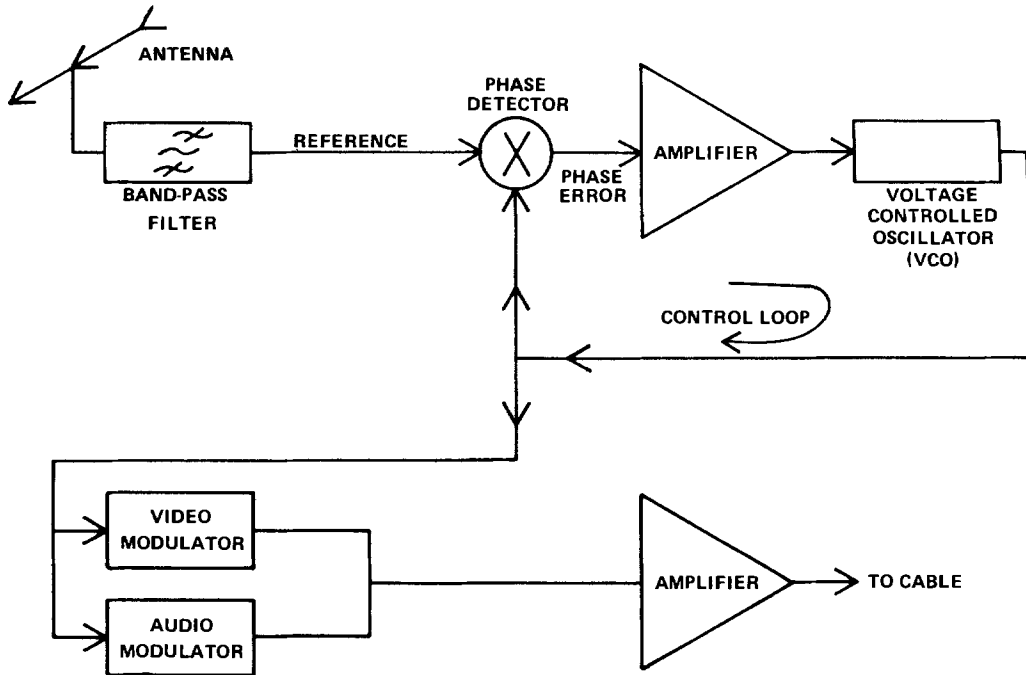 ANTENNA
PHASE
DETECTOR
REFERENCE
AMPLIFIER
PHASE
ERROR
BAND-PASS
FILTER
VOLTAGE
CONTROLLED
OSCILLATOR
(VCO)
CONTROL LOOP
VIDEO
MODULATOR
AUDIO
MODULATOR
AMPLIFIER
TO CABLE